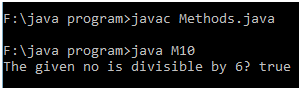 F:\java program>javac Methods.java
F:\java program>java M10
The given no is divisible by 6? true